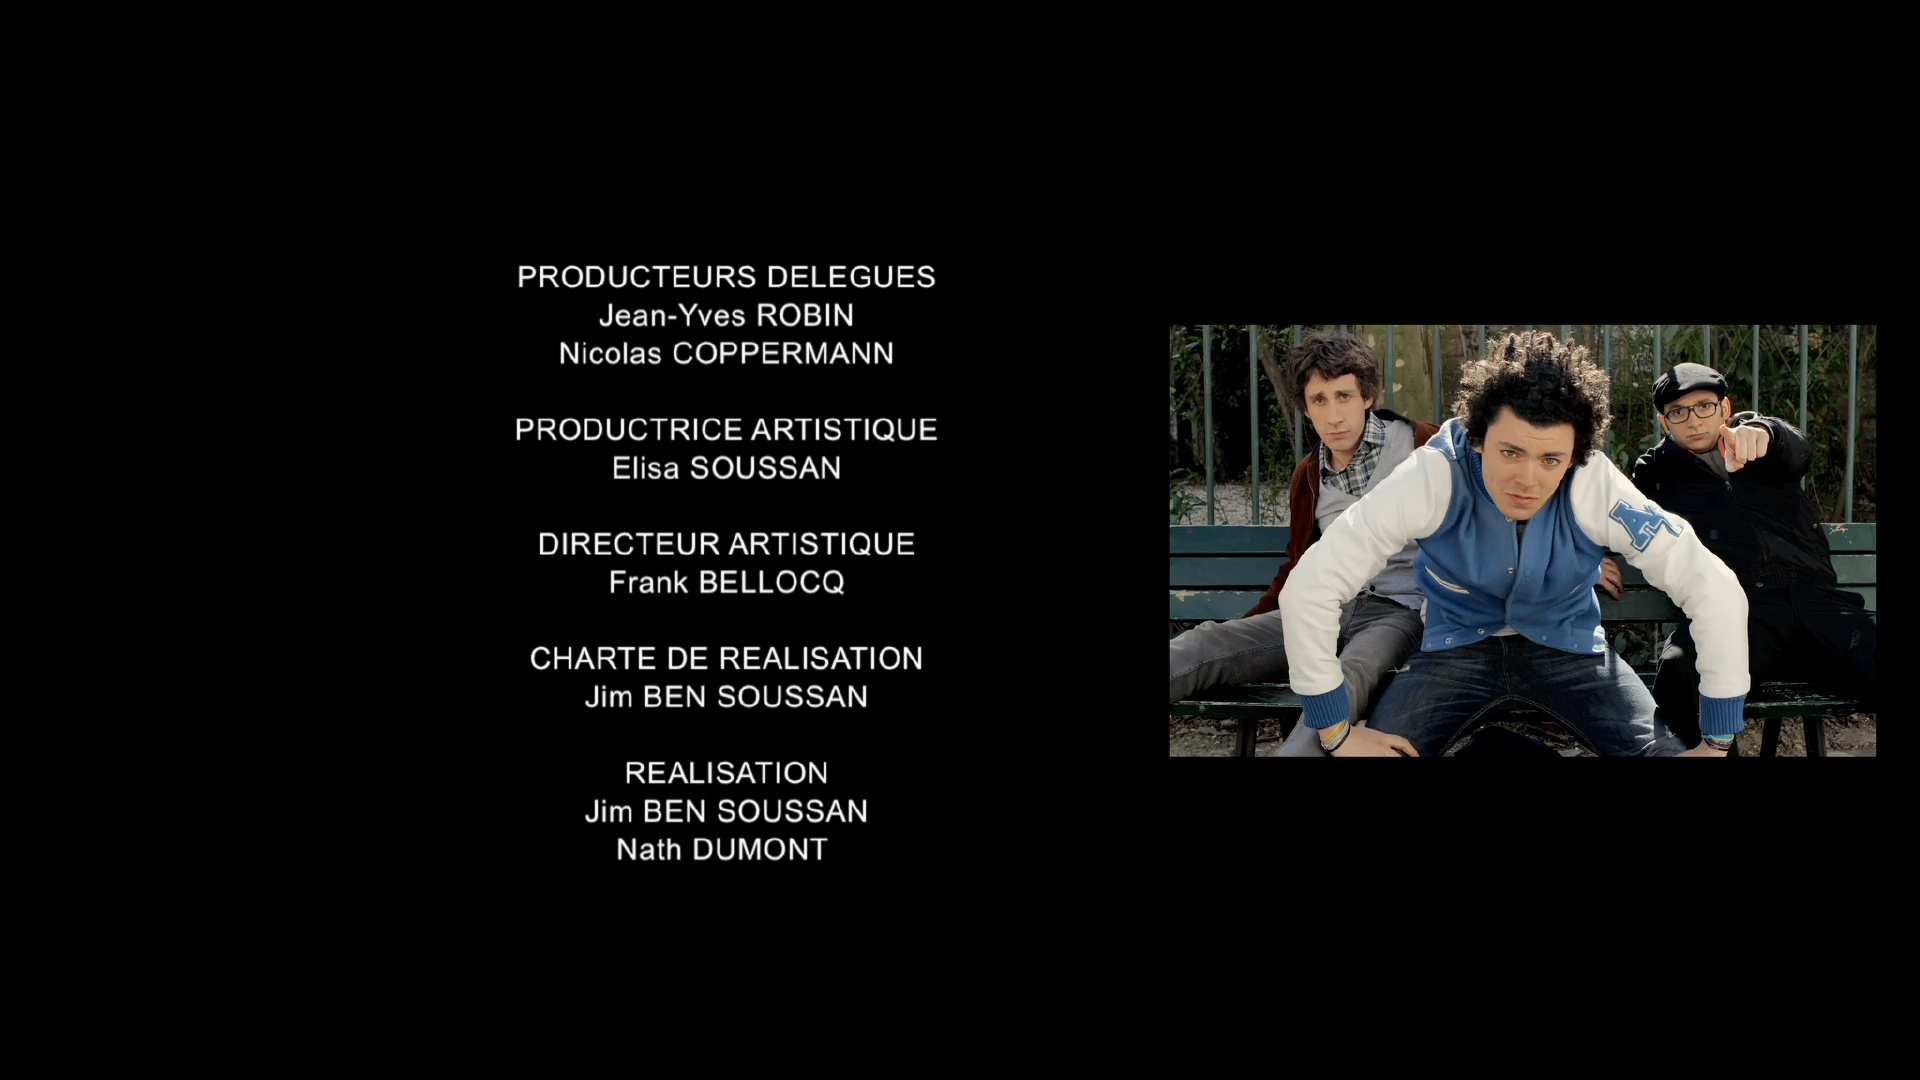 PRODUCTEURS DELEGUES
Jean-Yves ROBIN
Nicolas COPPERMANN
PRODUCTRICE ARTISTIQUE
Elisa SOUSSAN
DIRECTEUR ARTISTIQUE
Frank BELLOCQ
CHARTE DE REALISATION
Jim BEN SOUSSAN
REALISATION
Jim BEN SOUSSAN
Nath DUMONT
A